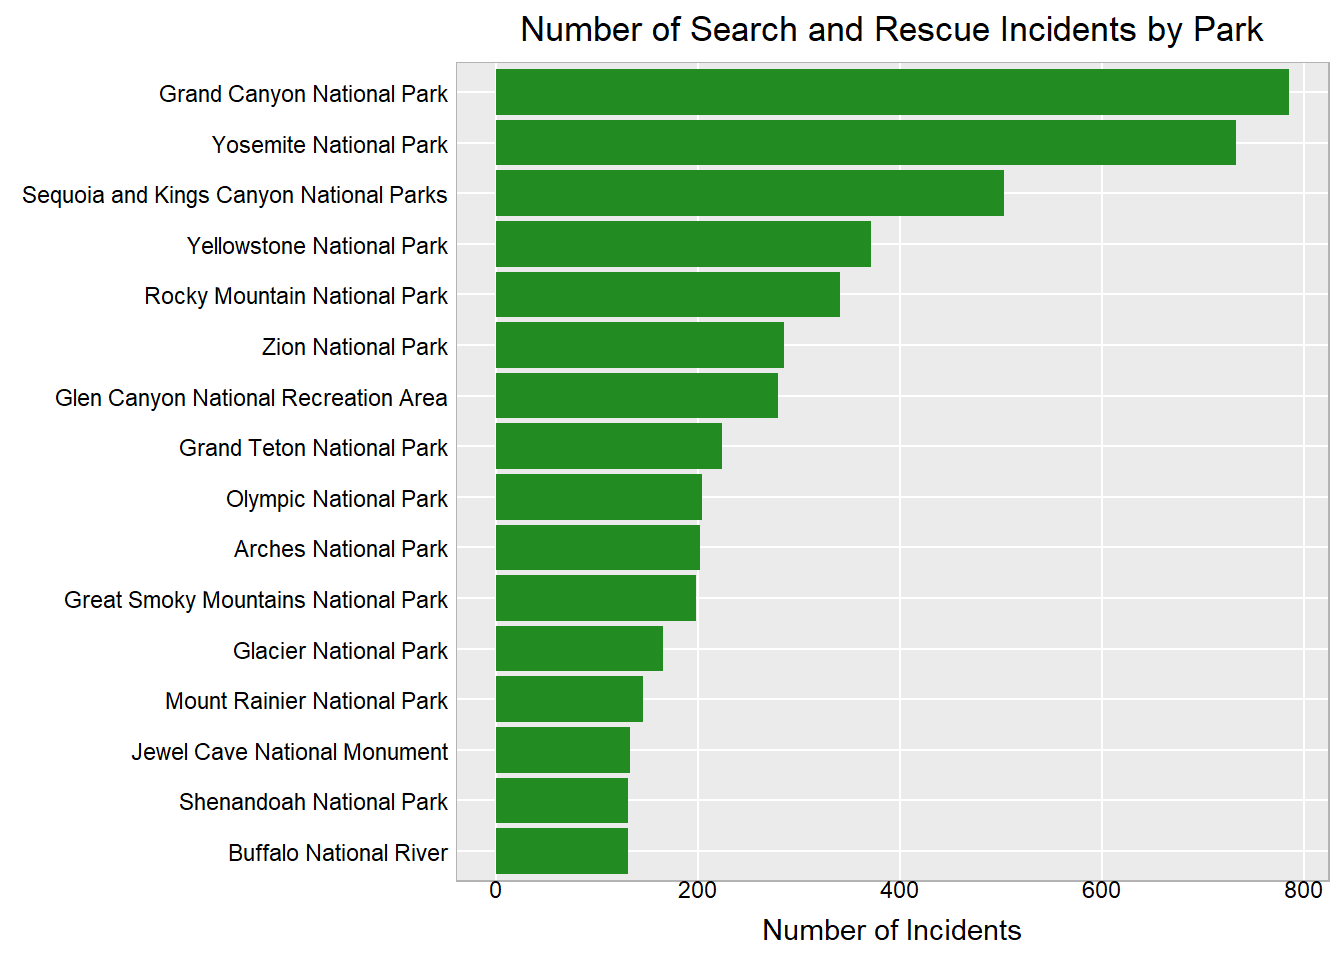 Number of Search and Rescue Incidents by Park
Grand Canyon National Park
Yosemite National Park
Sequoia and Kings Canyon National Parks
Yellowstone National Park
Rocky Mountain National Park
Zion National Park
Glen Canyon National Recreation Area
Grand Teton National Park
Olympic National Park
Arches National Park
Great Smoky Mountains National Park
Glacier National Park
Mount Rainier National Park
Jewel Cave National Monument
Shenandoah National Park
Buffalo National River
0 200 400 600 800
Number of Incidents